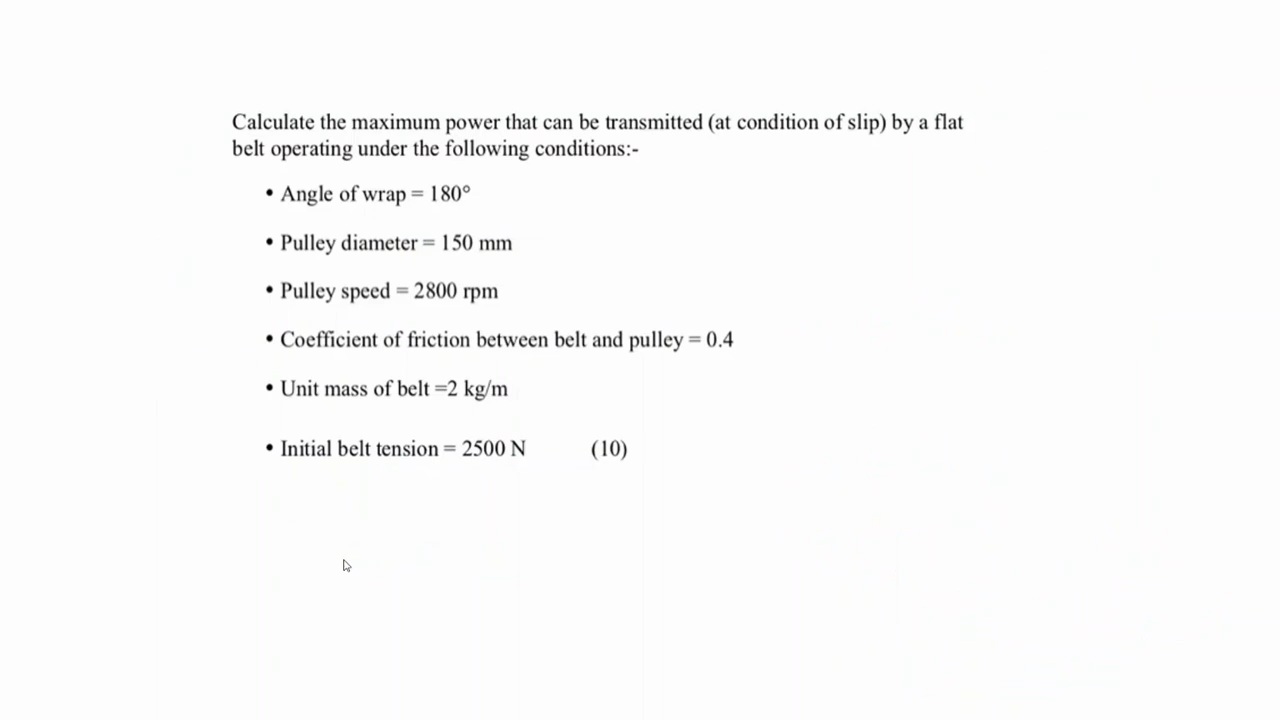 Calculate the maximum power that can be transmitted (at condition of slip) by a flat
belt operating under the following conditions:-
• Angle of wrap = 180°
• Pulley diameter = 150 mm
• Pulley speed = 2800 rpm
• Coefficient of friction between belt and pulley = 0.4
• Unit mass of belt =2 kg/m
• Initial belt tension = 2500 N (10)